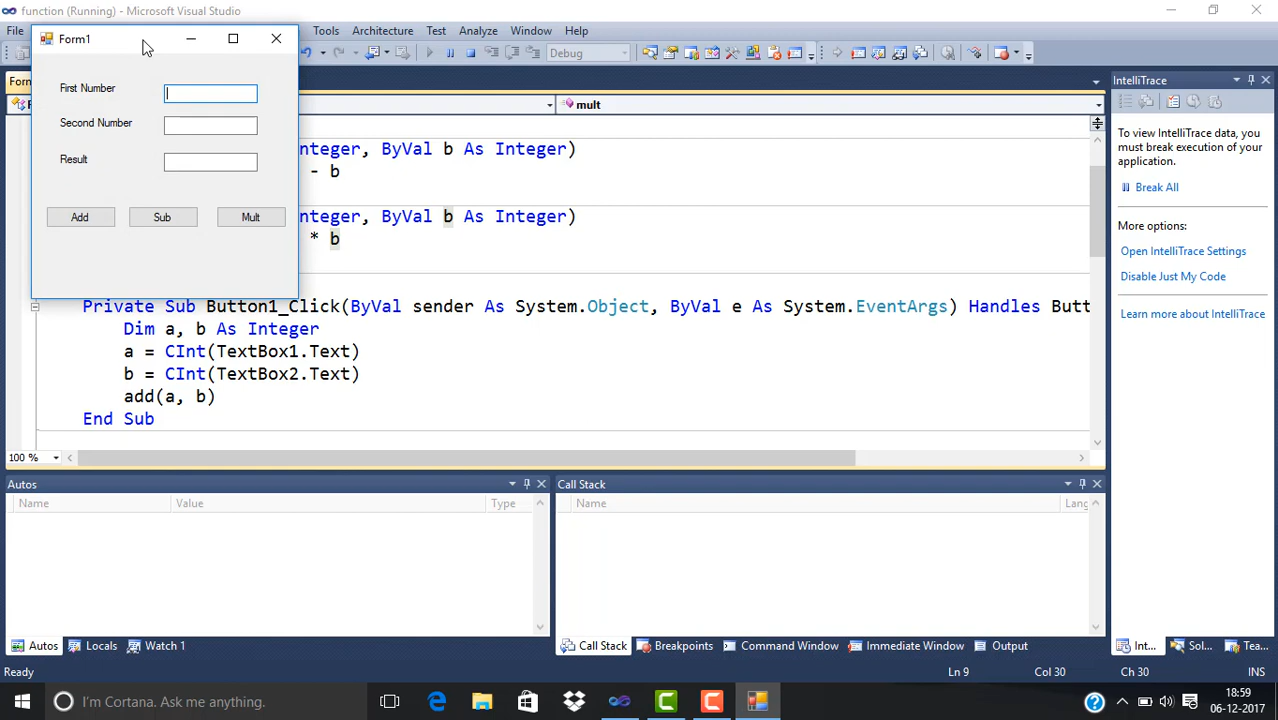 function (Running) - Microsoft Visual Studio
File
Tools
Architecture
Test
Analyze
Window
Help
Debug
Form1
First Number
Second Number
Result
Add
Sub
Mult
Form
mult
nteger, ByVal b As Integer)
- b
nteger, ByVal b As Integer)
* b
Private Sub Button1_Click(ByVal sender As System.Object, ByVal e As System.EventArgs) Handles Butt
Dim a, b As Integer
a = CInt(TextBox1.Text)
b = CInt(TextBox2.Text)
add(a, b)
End Sub
100 %
IntelliTrace
To view IntelliTrace data, you
must break execution of your
application.
Break All
More options:
Open IntelliTrace Settings
Disable Just My Code
Learn more about IntelliTrace
Autos
Name
Value
Type
Call Stack
Name
Lang
Autos
Locals
Watch 1
Call Stack
Breakpoints
Command Window
Immediate Window
Output
Int...
Sol...
Tea...
Ready
Ln 9
Col 30
Ch 30
INS
I'm Cortana. Ask me anything.
18:59
06-12-2017